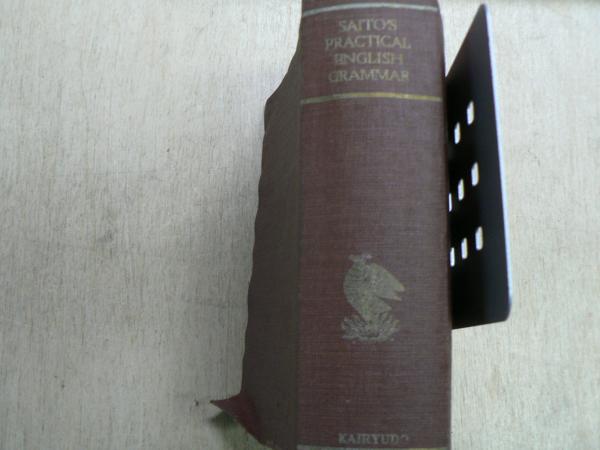 SAITO'S
PRACTICAL
ENGLISH
GRAMMAR
KAIRYUDO